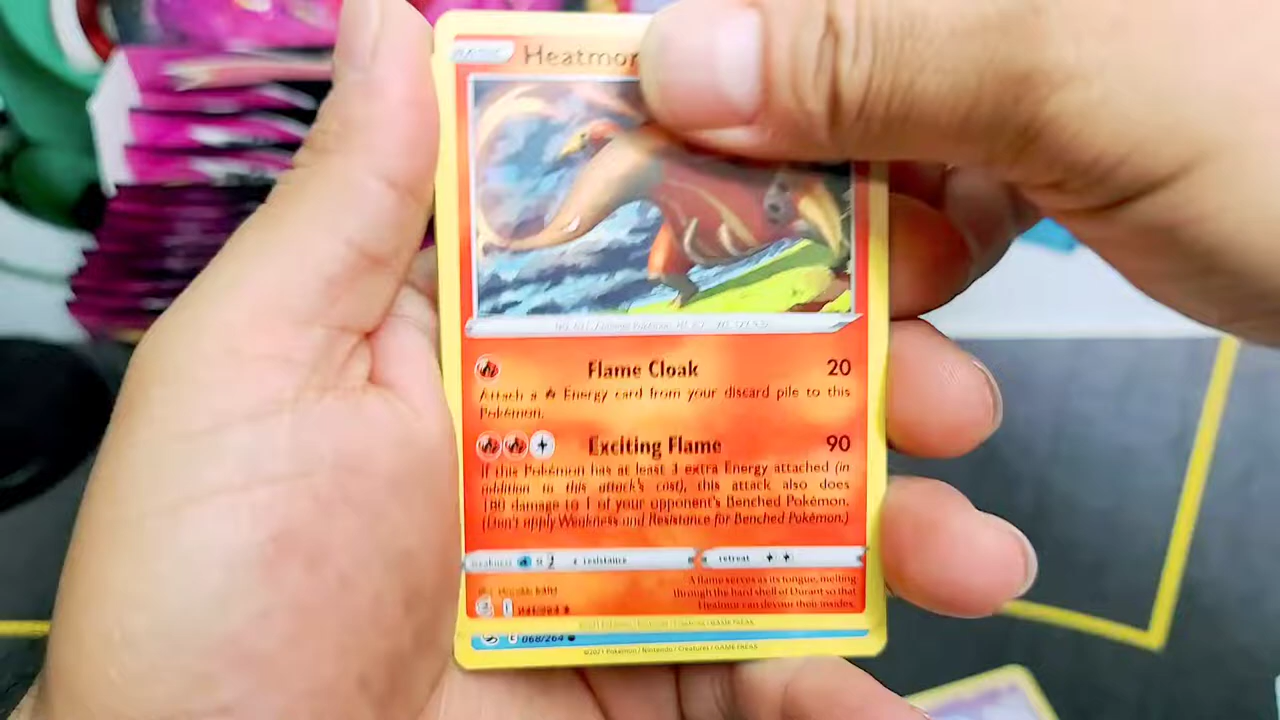 BASIC Heatmor
Flame Cloak 20
Attach a Energy card from your discard pile to this
Pokémon.
Exciting Flame 90
If this Pokémon has at least 3 extra Energy attached (in
addition to this attack's cost), this attack also does
180 damage to 1 of your opponent's Benched Pokémon.
(Don't apply Weakness and Resistance for Benched Pokémon.)
weakness resistance retreat
A flame serves as its tongue, melting
through the hard shell of Durant so that
Heatmor can devour their insides.
068/264
©2021 Pokémon / Nintendo / Creatures / GAME FREAK